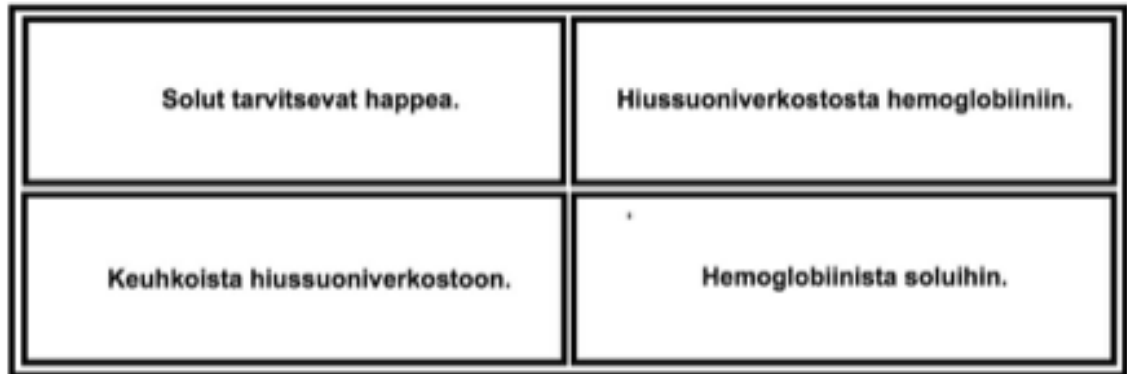 Solut tarvitsevat happea.
Hiussuoniverkostosta hemoglobiiniin.
Keuhkoista hiussuoniverkostoon.
Hemoglobiinista soluihin.